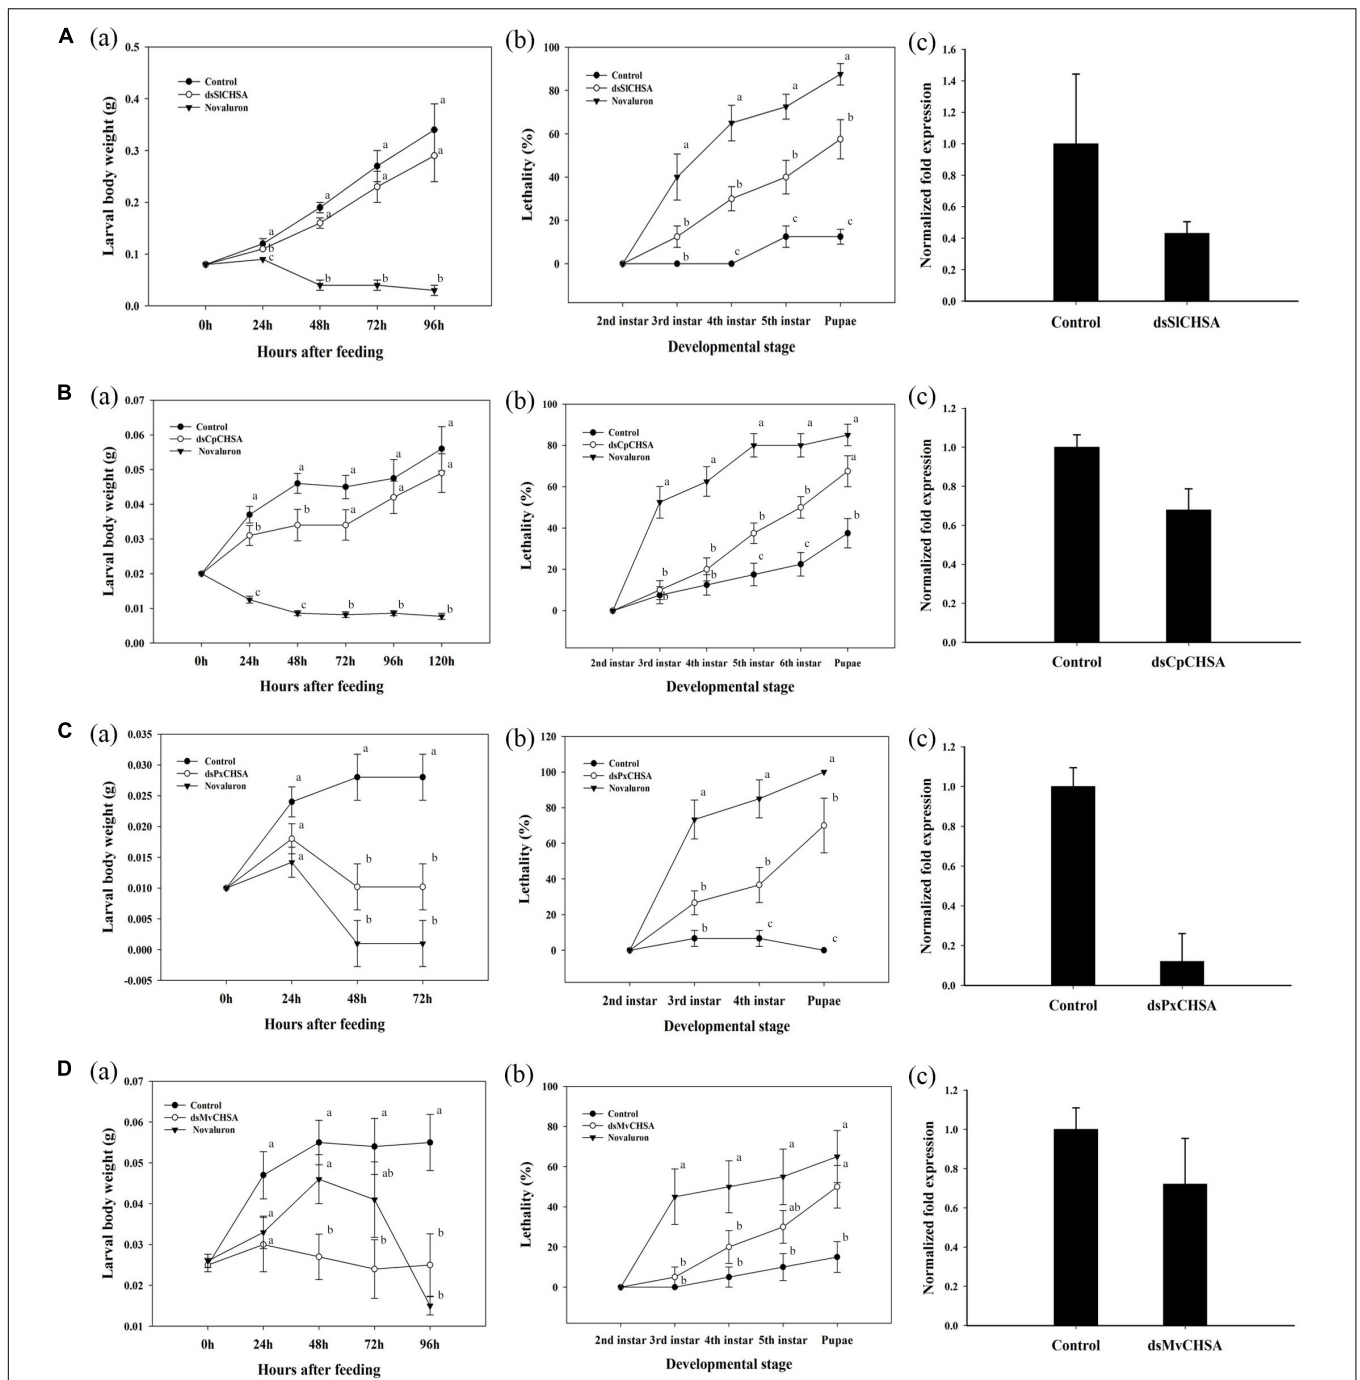 A (a)
0.5
0.4
0.3
0.2
0.1
0.0
Larval body weight (g)
Control
dsSlCHSA
Novaluron
a
a
a
a
a
a
a
b
c
b
b
b
0h 24h 48h 72h 96h
Hours after feeding
(b)
100
80
60
40
20
0
Lethality (%)
Control
dsSlCHSA
Novaluron
a
a
a
a
b
b
b
b
b
c
c
c
2nd instar 3rd instar 4th instar 5th instar Pupae
Developmental stage
(c)
1.6
1.4
1.2
1.0
0.8
0.6
0.4
0.2
0.0
Normalized fold expression
Control dsSlCHSA
B (a)
0.07
0.06
0.05
0.04
0.03
0.02
0.01
0.00
Larval body weight (g)
Control
dsCpCHSA
Novaluron
a
a
a
a
a
b
b
a
a
a
c
c
b
b
b
0h 24h 48h 72h 96h 120h
Hours after feeding
(b)
100
80
60
40
20
0
Lethality (%)
Control
dsCpCHSA
Novaluron
a
a
a
a
a
b
b
b
b
a
b
b
c
c
b
2nd instar 3rd instar 4th instar 5th instar 6th instar Pupae
Developmental stage
(c)
1.2
1.0
0.8
0.6
0.4
0.2
0.0
Normalized fold expression
Control dsCpCHSA
C (a)
0.035
0.030
0.025
0.020
0.015
0.010
0.005
0.000
-0.005
Larval body weight (g)
Control
dsPxCHSA
Novaluron
a
a
a
a
b
b
a
b
b
0h 24h 48h 72h
Hours after feeding
(b)
120
100
80
60
40
20
0
Lethality (%)
Control
dsPxCHSA
Novaluron
a
a
a
b
b
b
b
c
c
2nd instar 3rd instar 4th instar Pupae
Developmental stage
(c)
1.2
1.0
0.8
0.6
0.4
0.2
0.0
Normalized fold expression
Control dsPxCHSA
D (a)
0.07
0.06
0.05
0.04
0.03
0.02
0.01
Larval body weight (g)
Control
dsMvCHSA
Novaluron
a
a
a
a
a
a
ab
b
a
b
b
b
0h 24h 48h 72h 96h
Hours after feeding
(b)
100
80
60
40
20
0
Lethality (%)
Control
dsMvCHSA
Novaluron
a
a
a
a
b
b
ab
a
b
b
b
b
2nd instar 3rd instar 4th instar 5th instar Pupae
Developmental stage
(c)
1.2
1.0
0.8
0.6
0.4
0.2
0.0
Normalized fold expression
Control dsMvCHSA